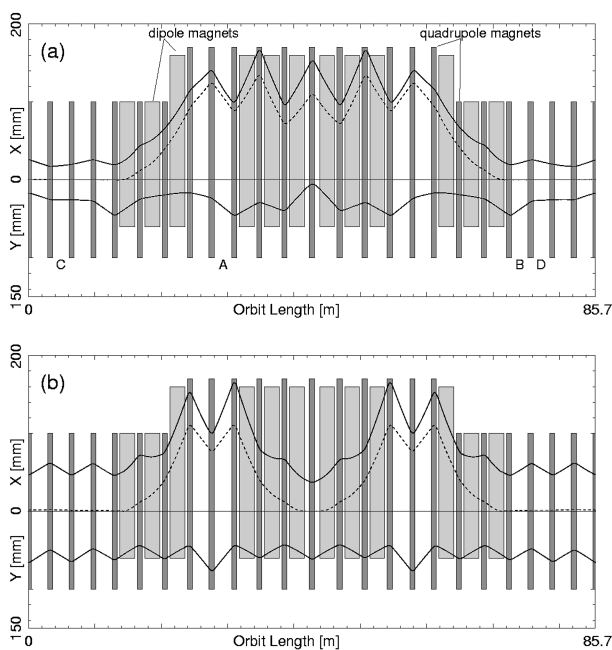 200
(a)
dipole magnets
quadrupole magnets
X [mm]
0
Y [mm]
C
A
B
D
150
0
Orbit Length [m]
85.7
200
(b)
X [mm]
0
Y [mm]
150
0
Orbit Length [m]
85.7